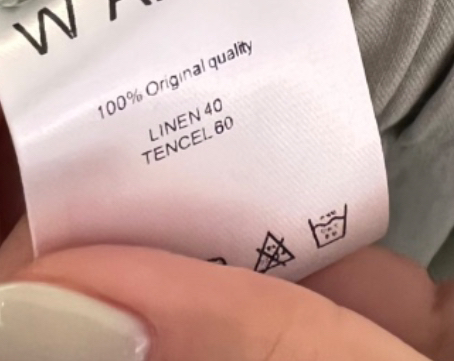 100% Original quality
LINEN 40
TENCEL 60